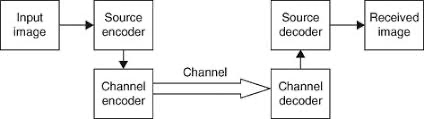 Input
image
Source
encoder
Source
decoder
Received
image
Channel
Channel
encoder
Channel
decoder